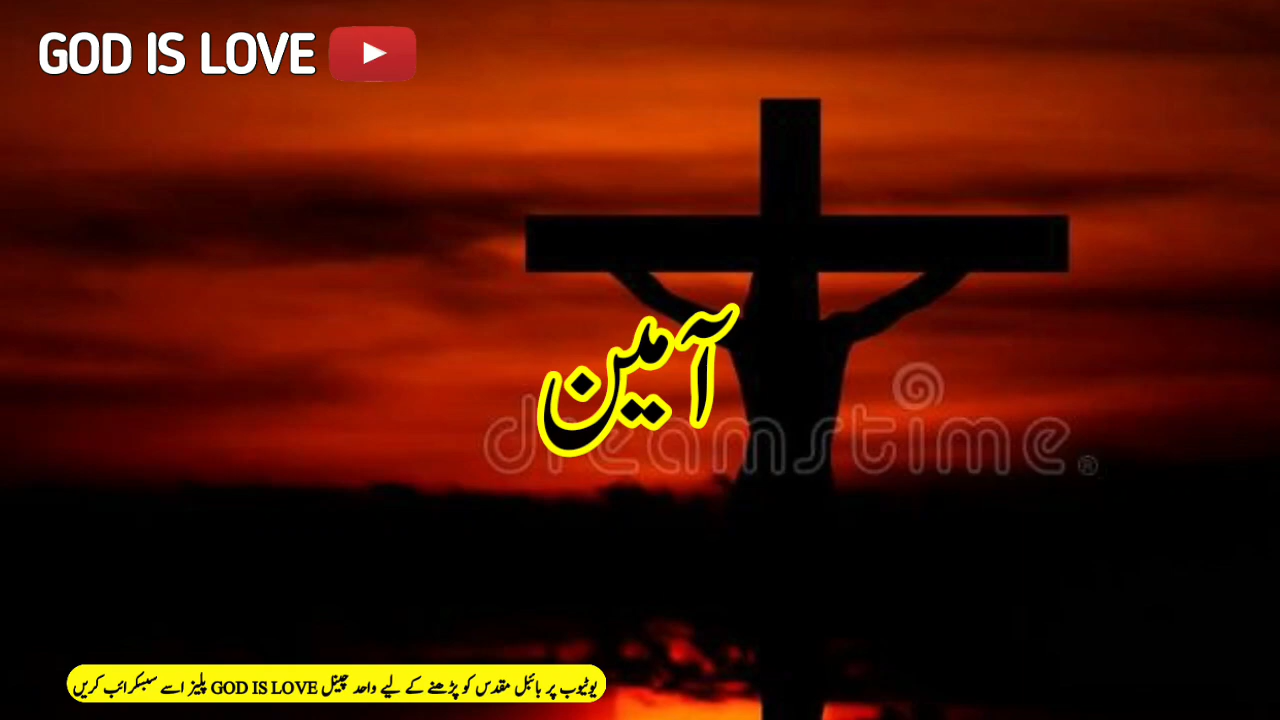 GOD IS LOVE
آمین
dreamstime
یوٹیوب پر بائبل مقدس کو پڑھنے کے لیے واحد چینل GOD IS LOVE پلیز اسے سبسکرائب کریں